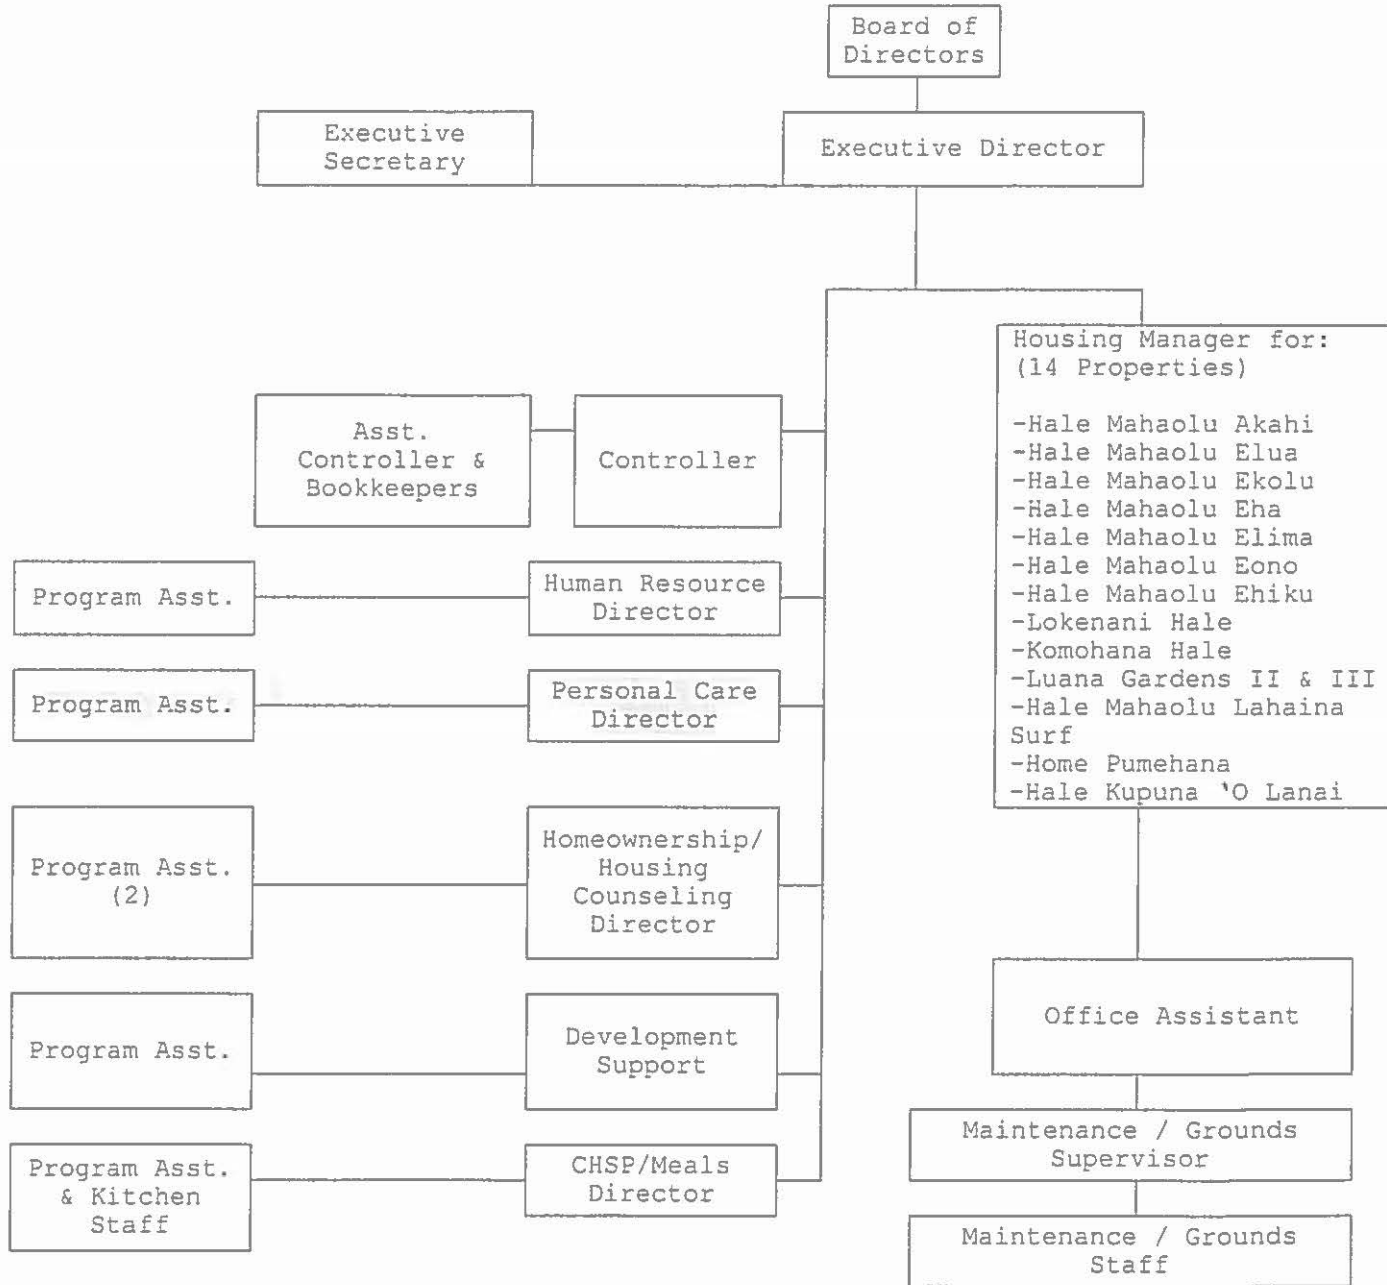 Board of
Directors
Executive
Secretary
Executive Director
Housing Manager for:
(14 Properties)
-Hale Mahaolu Akahi
-Hale Mahaolu Elua
-Hale Mahaolu Ekolu
-Hale Mahaolu Eha
-Hale Mahaolu Elima
-Hale Mahaolu Eono
-Hale Mahaolu Ehiku
-Lokenani Hale
-Komohana Hale
-Luana Gardens II & III
-Hale Mahaolu Lahaina
Surf
-Home Pumehana
-Hale Kupuna 'O Lanai
Asst.
Controller &
Bookkeepers
Controller
Program Asst.
Human Resource
Director
Program Asst.
Personal Care
Director
Program Asst.
(2)
Homeownership/
Housing
Counseling
Director
Program Asst.
Development
Support
Program Asst.
& Kitchen
Staff
CHSP/Meals
Director
Office Assistant
Maintenance / Grounds
Supervisor
Maintenance / Grounds
Staff